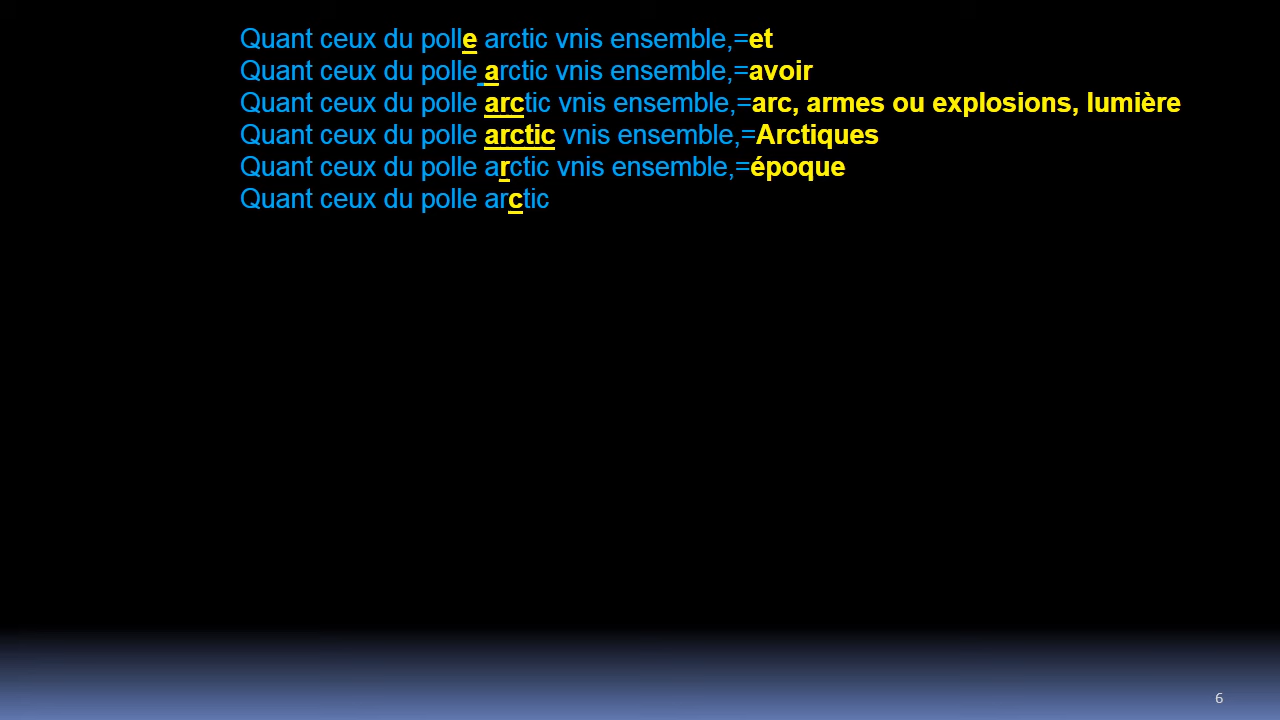 Quant ceux du polle arctic vnis ensemble,=et
Quant ceux du polle arctic vnis ensemble,=avoir
Quant ceux du polle arctic vnis ensemble,=arc, armes ou explosions, lumière
Quant ceux du polle arctic vnis ensemble,=Arctiques
Quant ceux du polle arctic vnis ensemble,=époque
Quant ceux du polle arctic
6